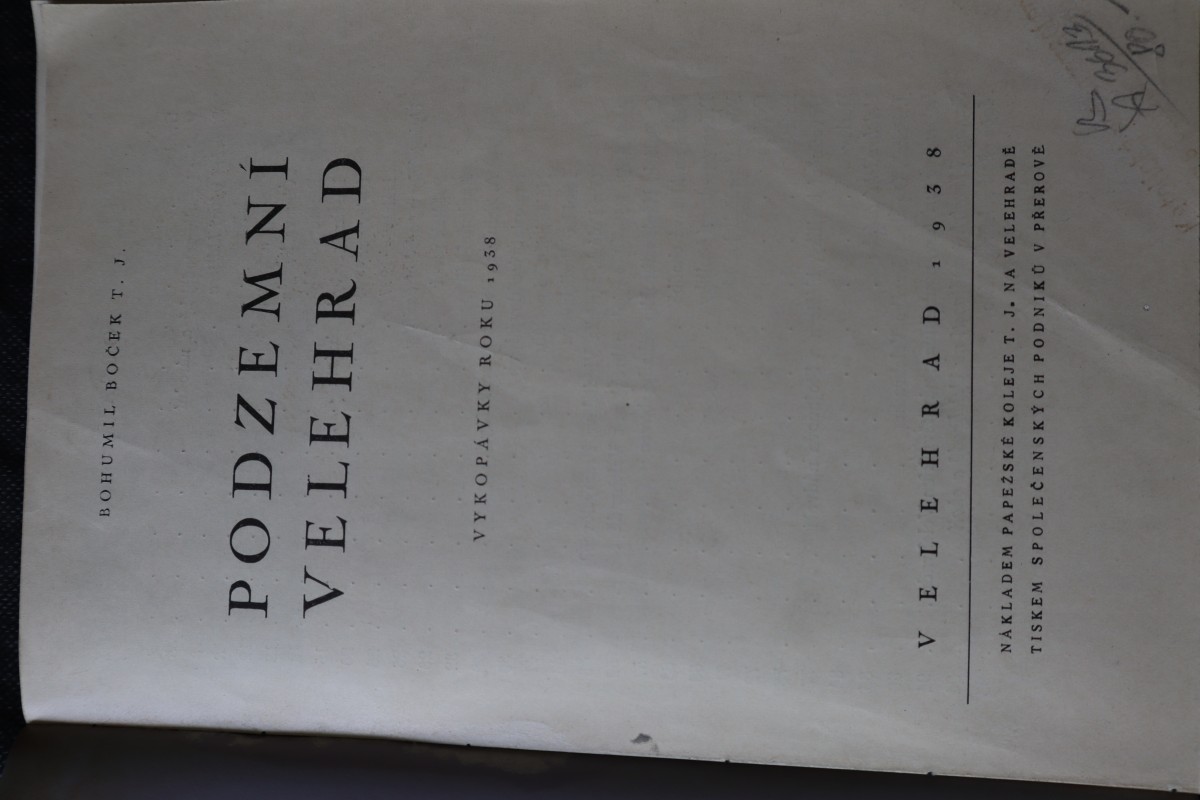 BOHUMIL BOČEK T. J.
PODZEMNÍ
VELEHRAD
VYKOPÁVKY ROKU 1938
VELEHRAD 1938
NÁKLADEM PAPEŽSKÉ KOLEJE T. J. NA VELEHRADĚ
TISKEM SPOLEČENSKÝCH PODNIKŮ V PŘEROVĚ